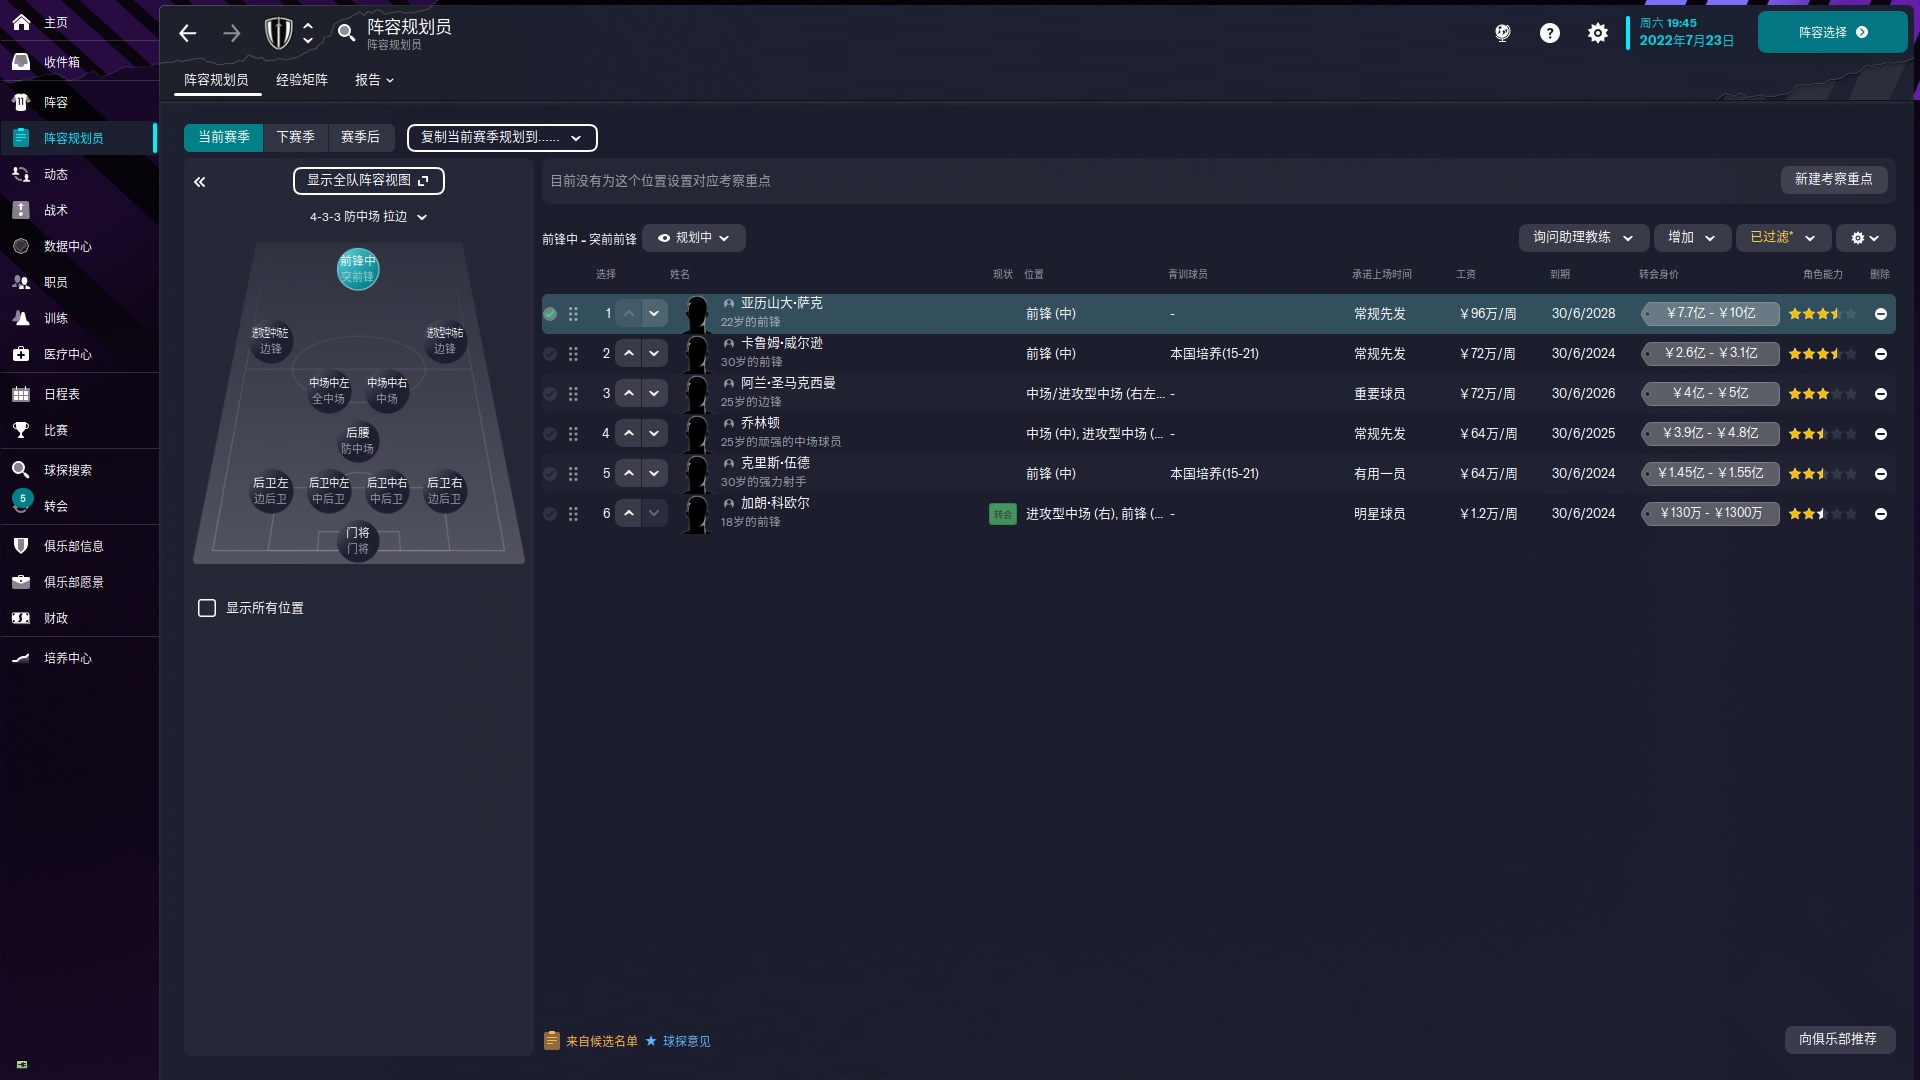 主页
收件箱
阵容
阵容规划员
动态
战术
数据中心
职员
训练
医疗中心
日程表
比赛
球探搜索
5
转会
俱乐部信息
俱乐部愿景
财政
培养中心
阵容规划员
阵容规划员
周六 19:45
2022年7月23日
阵容选择
阵容规划员 经验矩阵 报告
当前赛季 下赛季 赛季后 复制当前赛季规划到......
显示全队阵容视图
4-3-3 防中场 拉边
前锋中
突前锋
边锋
边锋
中场中左
全中场
中场中右
中场
后腰
防中场
后卫左
边后卫
后卫中左
中后卫
后卫中右
中后卫
后卫右
边后卫
门将
门将
显示所有位置
目前没有为这个位置设置对应考察重点
新建考察重点
前锋中 - 突前前锋 规划中 询问助理教练 增加 已过滤*
选择 姓名 现状 位置 青训球员 承诺上场时间 工资 到期 转会身价 角色能力 删除
1 亚历山大·萨克 22岁的前锋 前锋 (中) - 常规先发 ￥96万/周 30/6/2028 ￥7.7亿 - ￥10亿
2 卡鲁姆·威尔逊 30岁的前锋 前锋 (中) 本国培养(15-21) 常规先发 ￥72万/周 30/6/2024 ￥2.6亿 - ￥3.1亿
3 阿兰·圣马克西曼 25岁的边锋 中场/进攻型中场 (右左... - 重要球员 ￥72万/周 30/6/2026 ￥4亿 - ￥5亿
4 乔林顿 25岁的顽强的中场球员 中场 (中), 进攻型中场 (... - 常规先发 ￥64万/周 30/6/2025 ￥3.9亿 - ￥4.8亿
5 克里斯·伍德 30岁的强力射手 前锋 (中) 本国培养(15-21) 有用一员 ￥64万/周 30/6/2024 ￥1.45亿 - ￥1.55亿
6 加朗·科欧尔 18岁的前锋 转会 进攻型中场 (右), 前锋 (... - 明星球员 ￥1.2万/周 30/6/2024 ￥130万 - ￥1300万
来自候选名单 球探意见
向俱乐部推荐